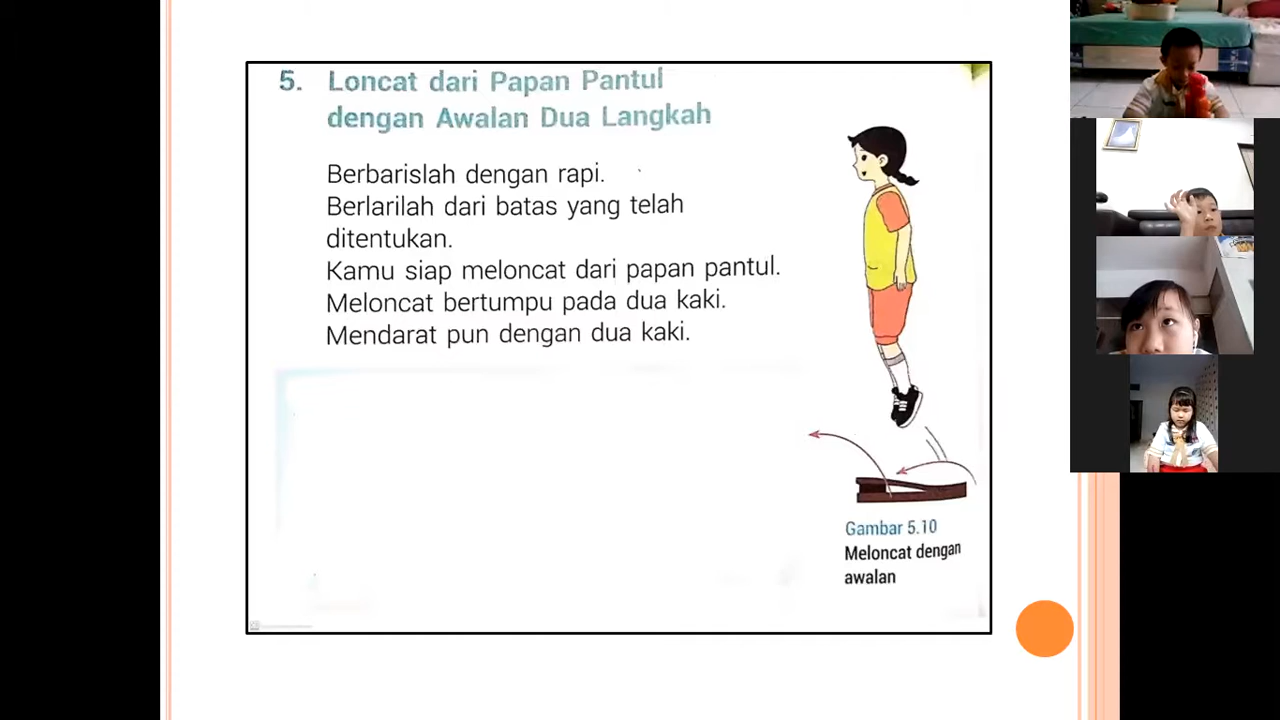 5. Loncat dari Papan Pantul
dengan Awalan Dua Langkah
Berbarislah dengan rapi.
Berlarilah dari batas yang telah
ditentukan.
Kamu siap meloncat dari papan pantul.
Meloncat bertumpu pada dua kaki.
Mendarat pun dengan dua kaki.
Gambar 5.10
Meloncat dengan
awalan